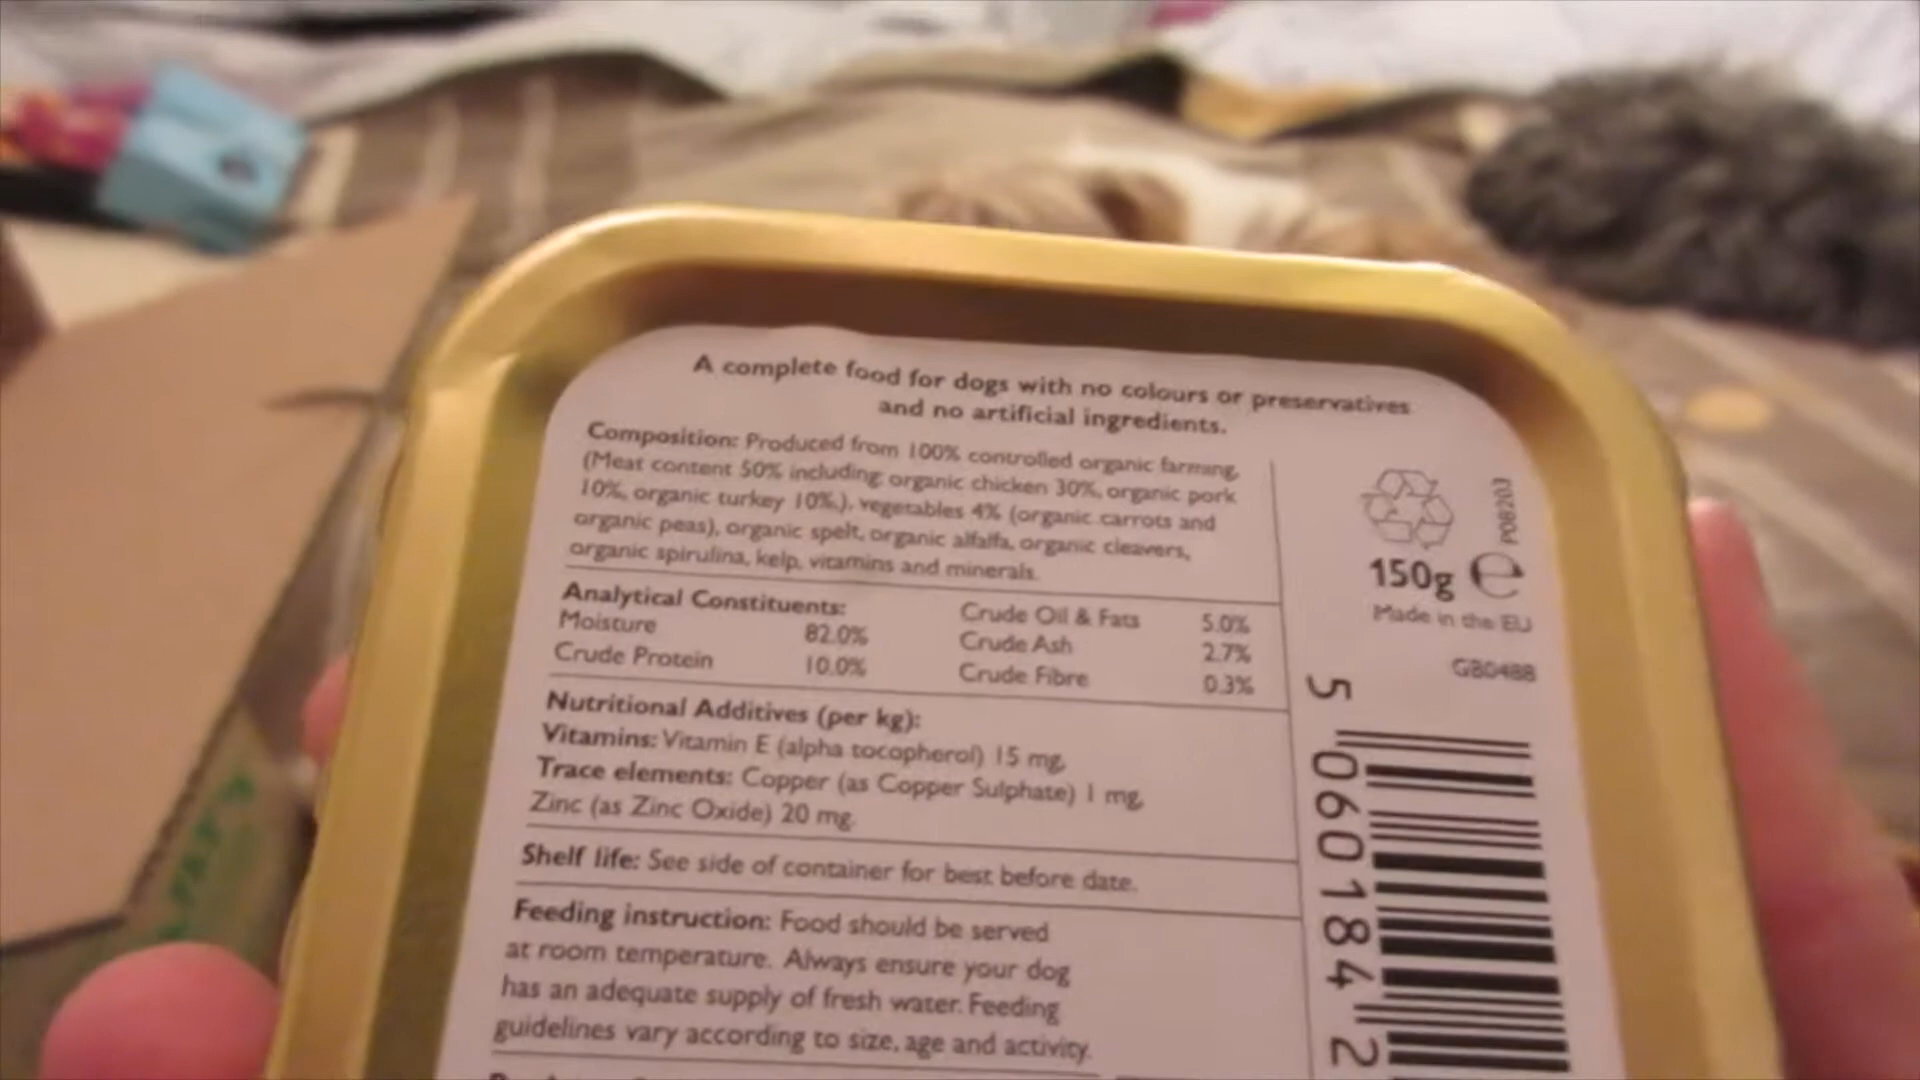 A complete food for dogs with no colours or preservatives
and no artificial ingredients.
Composition: Produced from 100% controlled organic farming,
(Meat content 50% including organic chicken 30%, organic pork
10%, organic turkey 10%,), vegetables 4% (organic carrots and
organic peas), organic spelt, organic alfalfa, organic cleavers,
organic spirulina, kelp, vitamins and minerals.
Analytical Constituents:
Moisture 82.0%
Crude Protein 10.0%
Crude Oil & Fats 5.0%
Crude Ash 2.7%
Crude Fibre 0.3%
Nutritional Additives (per kg):
Vitamins: Vitamin E (alpha tocopherol) 15 mg,
Trace elements: Copper (as Copper Sulphate) 1 mg,
Zinc (as Zinc Oxide) 20 mg.
Shelf life: See side of container for best before date.
Feeding instruction: Food should be served
at room temperature. Always ensure your dog
has an adequate supply of fresh water. Feeding
guidelines vary according to size, age and activity.
P08203
150g e
Made in the EU
GB0488
5 060184 2